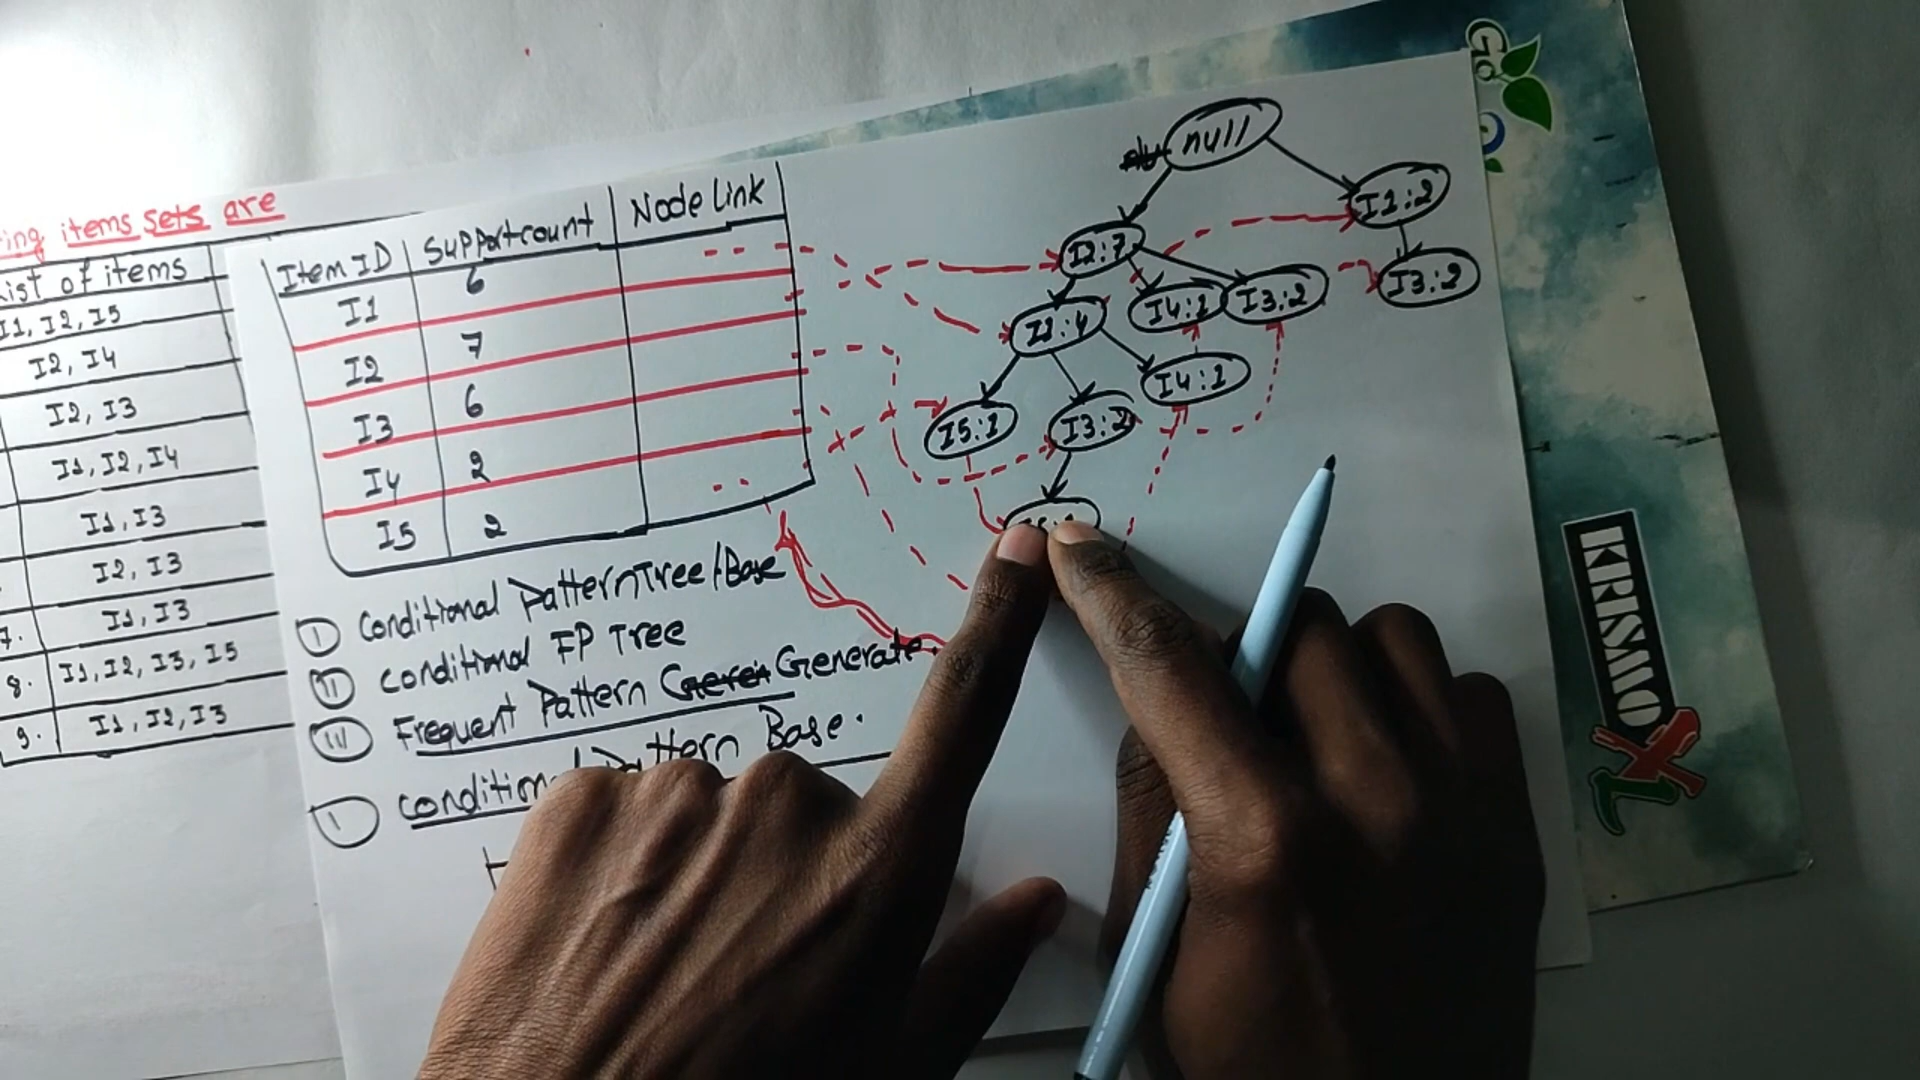 ing items sets are
List of items
I1, I2, I5
I2, I4
I2, I3
I1, I2, I4
I1, I3
I2, I3
7. I1, I3
8. I1, I2, I3, I5
9. I1, I2, I3
Item ID Supportcount Node Link
I1 6
I2 7
I3 6
I4 2
I5 2
null
I2:7
I1:2
I1:4
I4:1
I3:2
I3:2
I5:1
I3:2
I4:1
I conditional PatternTree/Base
II conditional FP Tree
III Frequent Pattern Generate.
I condition Pattern Base.
Go
KRISMO
X